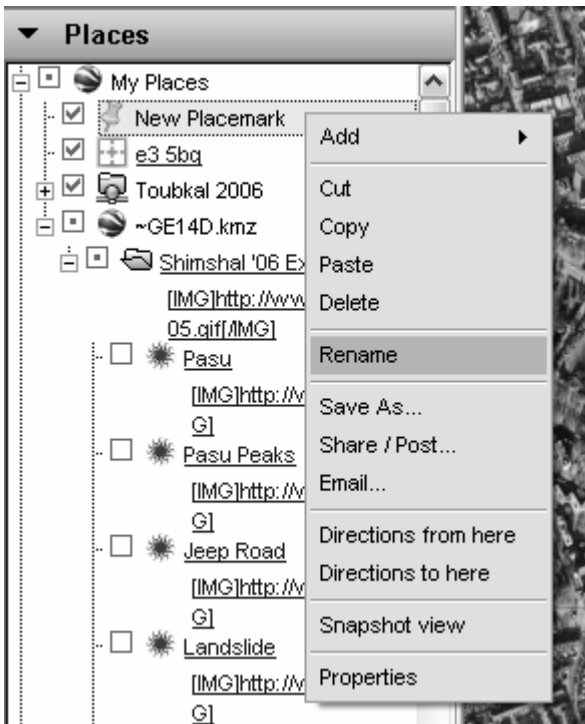 Places
My Places
New Placemark
e3 5bq
Toubkal 2006
~GE14D.kmz
Shimshal '06 Ex
[IMG]http://ww
05.gif[/IMG]
Pasu
[IMG]http://w
G]
Pasu Peaks
[IMG]http://w
G]
Jeep Road
[IMG]http://w
G]
Landslide
[IMG]http://w
G]
Add
Cut
Copy
Paste
Delete
Rename
Save As...
Share / Post...
Email...
Directions from here
Directions to here
Snapshot view
Properties